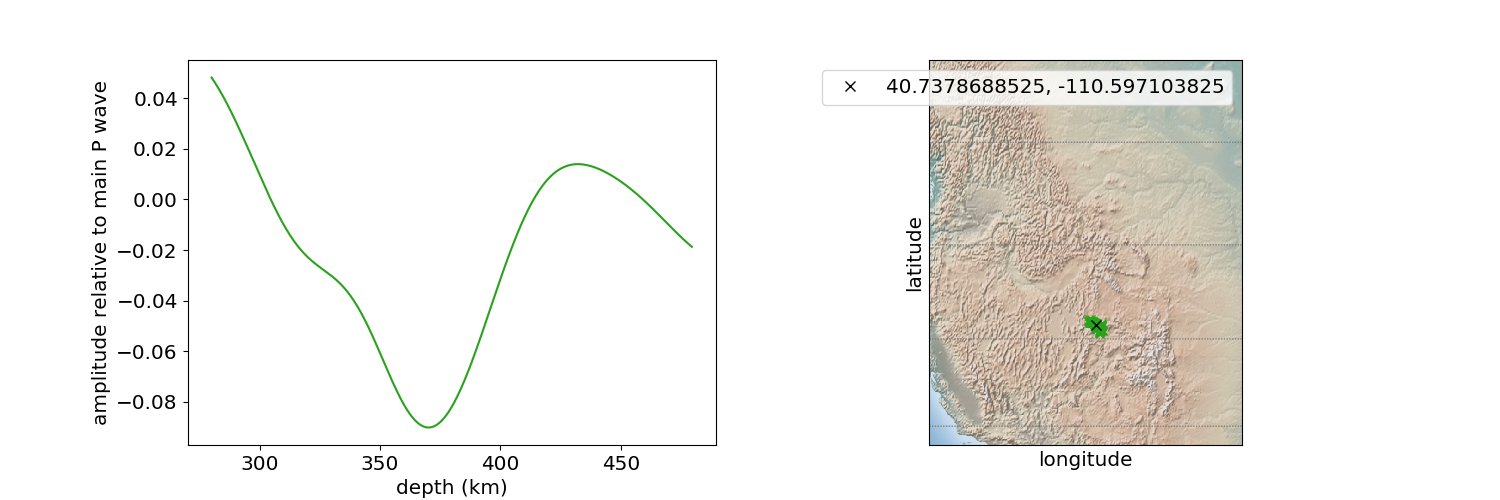 amplitude relative to main P wave
0.04
0.02
0.00
−0.02
−0.04
−0.06
−0.08
300 350 400 450
depth (km)
× 40.7378688525, -110.597103825
latitude
longitude